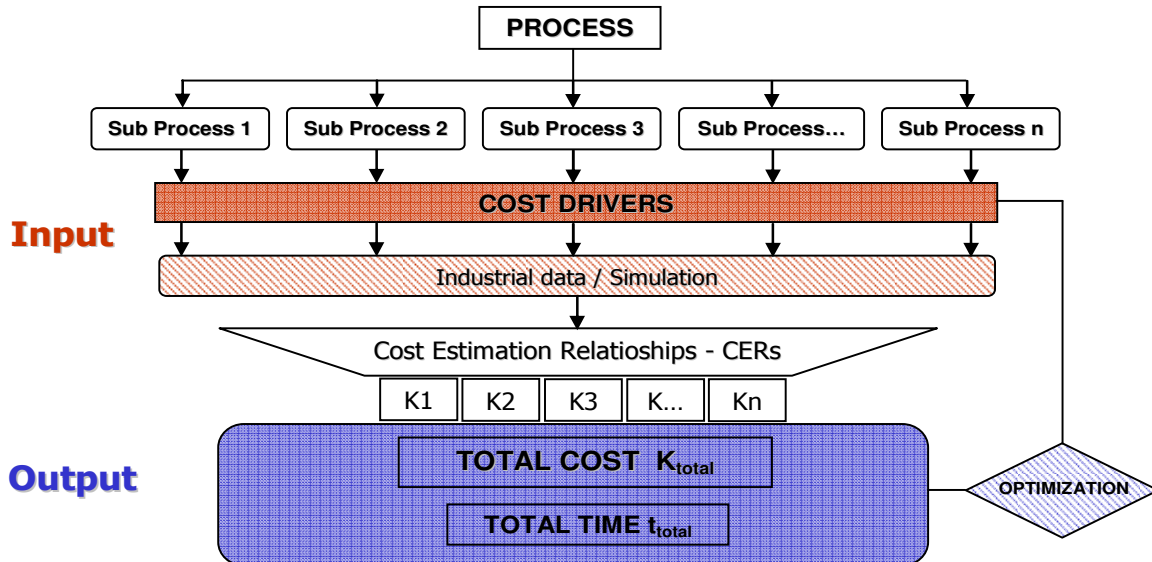 PROCESS
Sub Process 1
Sub Process 2
Sub Process 3
Sub Process...
Sub Process n
COST DRIVERS
Input
Industrial data / Simulation
Cost Estimation Relatioships - CERs
K1
K2
K3
K...
Kn
TOTAL COST Ktotal
Output
OPTIMIZATION
TOTAL TIME ttotal